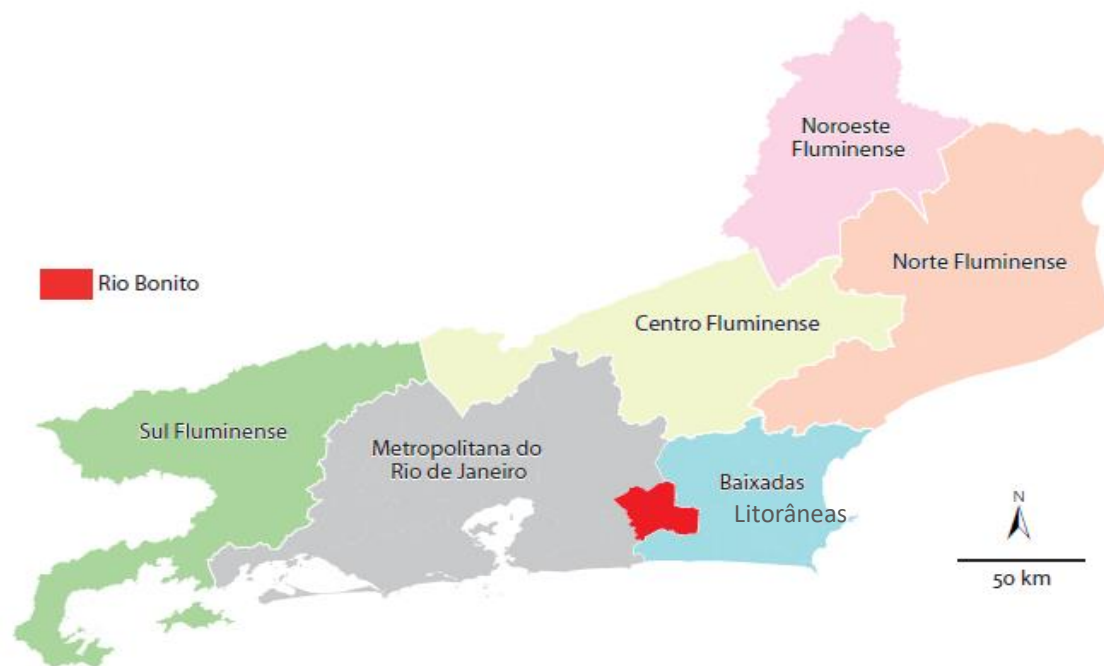 Noroeste
Fluminense
Norte Fluminense
Rio Bonito
Centro Fluminense
Sul Fluminense
Metropolitana do
Rio de Janeiro
Baixadas
Litorâneas
N
50 km